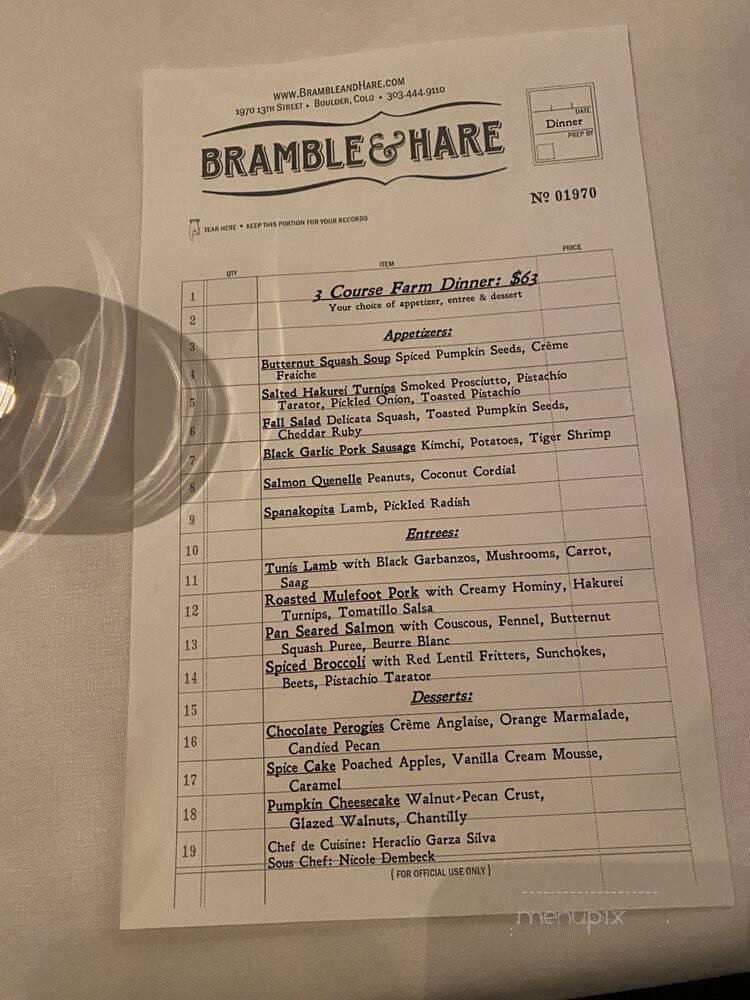 www.BrambleandHare.com
1970 13th Street • Boulder, Colo • 303.444.9110
BRAMBLE & HARE
DATE
Dinner
PREP BY
Nº 01970
TEAR HERE • KEEP THIS PORTION FOR YOUR RECORDS
QTY ITEM PRICE
1 3 Course Farm Dinner: $63
Your choice of appetizer, entree & dessert
2
3 Appetizers:
4 Butternut Squash Soup Spiced Pumpkin Seeds, Crème
Fraiche
5 Salted Hakurei Turnips Smoked Prosciutto, Pistachio
Tarator, Pickled Onion, Toasted Pistachio
6 Fall Salad Delicata Squash, Toasted Pumpkin Seeds,
Cheddar Ruby
7 Black Garlic Pork Sausage Kimchi, Potatoes, Tiger Shrimp
8 Salmon Quenelle Peanuts, Coconut Cordial
9 Spanakopita Lamb, Pickled Radish
10 Entrees:
11 Tunis Lamb with Black Garbanzos, Mushrooms, Carrot,
Saag
12 Roasted Mulefoot Pork with Creamy Hominy, Hakurei
Turnips, Tomatillo Salsa
13 Pan Seared Salmon with Couscous, Fennel, Butternut
Squash Puree, Beurre Blanc
14 Spiced Broccoli with Red Lentil Fritters, Sunchokes,
Beets, Pistachio Tarator
15 Desserts:
16 Chocolate Perogies Crème Anglaise, Orange Marmalade,
Candied Pecan
17 Spice Cake Poached Apples, Vanilla Cream Mousse,
Caramel
18 Pumpkin Cheesecake Walnut-Pecan Crust,
Glazed Walnuts, Chantilly
19 Chef de Cuisine: Heraclio Garza Silva
Sous Chef: Nicole Dembeck
{ FOR OFFICIAL USE ONLY }
menupix